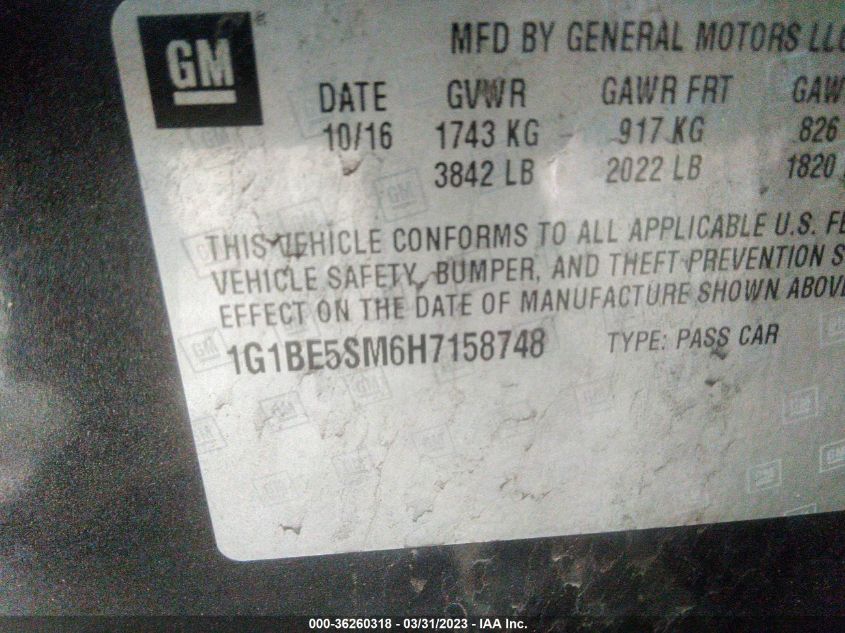 GM
MFD BY GENERAL MOTORS LLC
DATE GVWR GAWR FRT GAW
10/16 1743 KG 917 KG 826
3842 LB 2022 LB 1820
THIS VEHICLE CONFORMS TO ALL APPLICABLE U.S. FE
VEHICLE SAFETY, BUMPER, AND THEFT PREVENTION S
EFFECT ON THE DATE OF MANUFACTURE SHOWN ABOVE
1G1BE5SM6H7158748 TYPE: PASS CAR
000-36260318 - 03/31/2023 - IAA Inc.